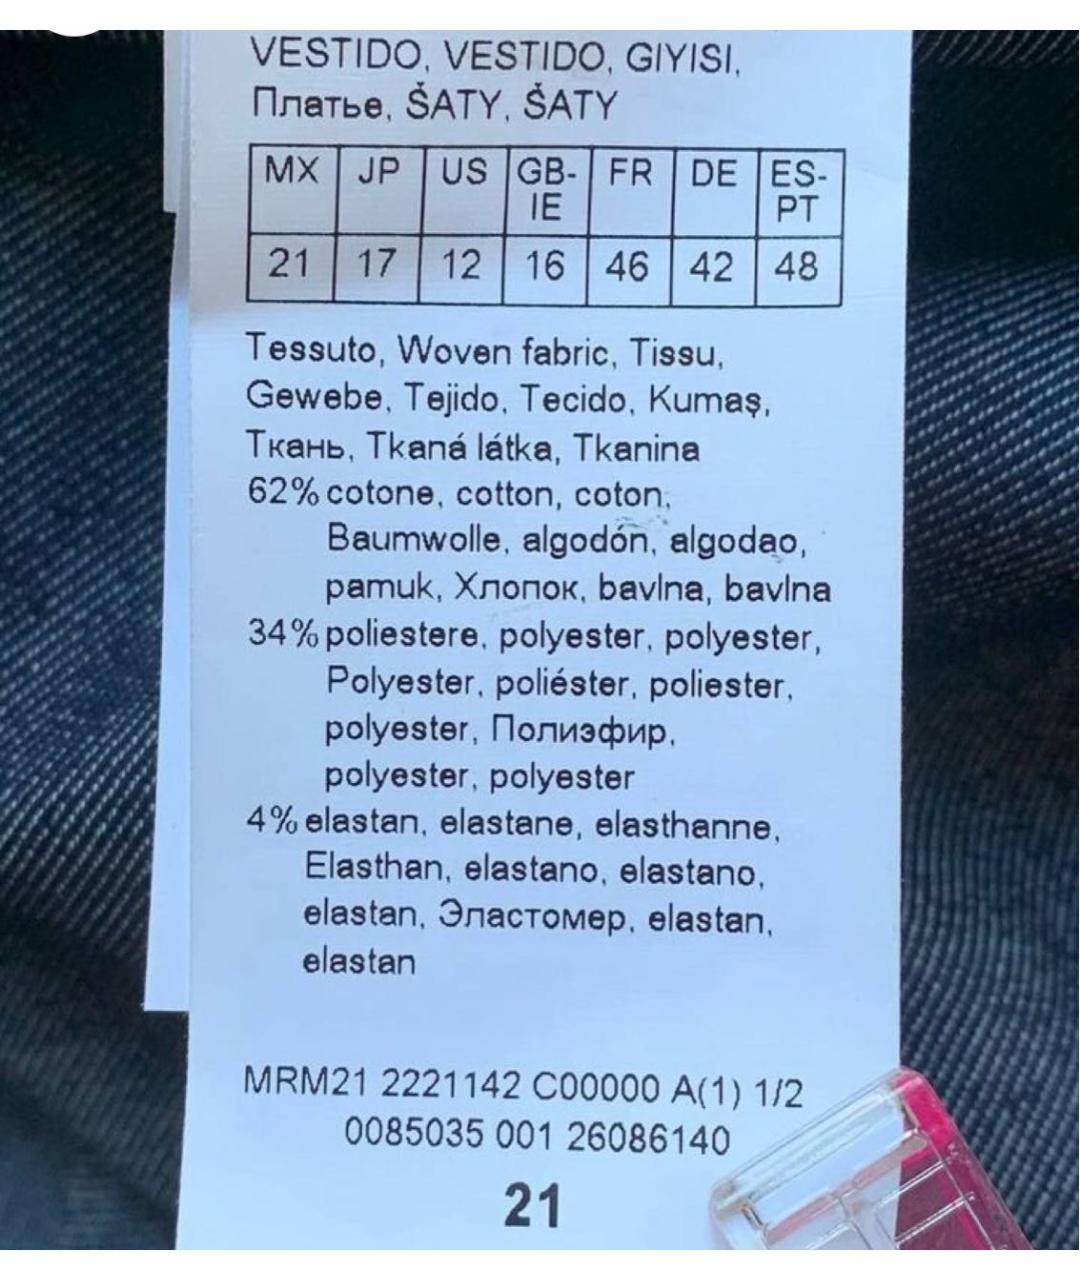 VESTIDO, VESTIDO, GIYISI,
Платье, ŠATY, ŠATY
MX JP US GB-IE FR DE ES-PT
21 17 12 16 46 42 48
Tessuto, Woven fabric, Tissu,
Gewebe, Tejido, Tecido, Kumaş,
Ткань, Tkaná látka, Tkanina
62% cotone, cotton, coton,
Baumwolle, algodón, algodao,
pamuk, Хлопок, bavlna, bavlna
34% poliestere, polyester, polyester,
Polyester, poliéster, poliester,
polyester, Полиэфир,
polyester, polyester
4% elastan, elastane, elasthanne,
Elasthan, elastano, elastano,
elastan, Эластомер, elastan,
elastan
MRM21 2221142 C00000 A(1) 1/2
0085035 001 26086140
21